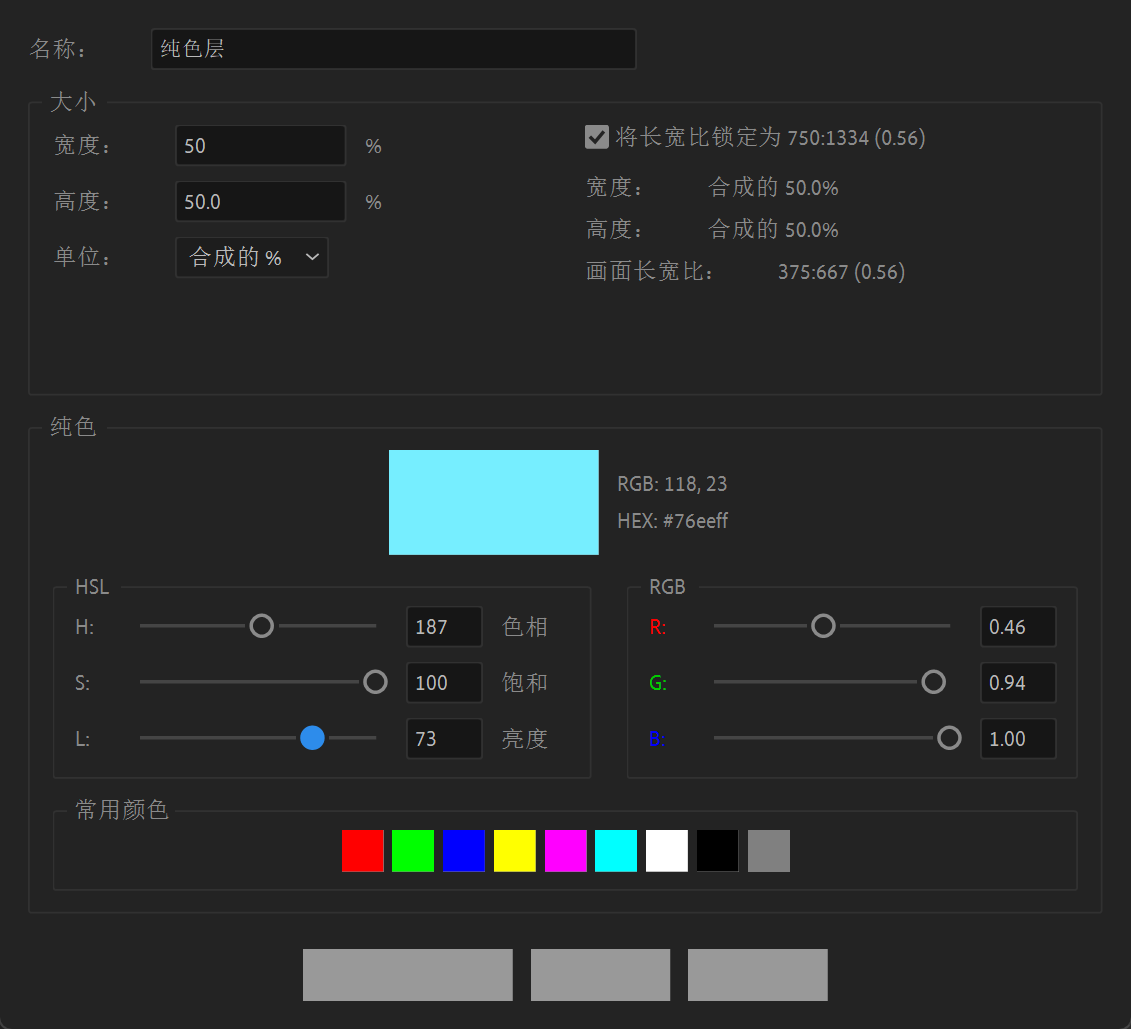 名称：
纯色层
大小
宽度：
50
%
高度：
50.0
%
单位：
合成的 %
将长宽比锁定为 750:1334 (0.56)
宽度： 合成的 50.0%
高度： 合成的 50.0%
画面长宽比： 375:667 (0.56)
纯色
RGB: 118, 23
HEX: #76eeff
HSL
H: 187 色相
S: 100 饱和
L: 73 亮度
RGB
R: 0.46
G: 0.94
B: 1.00
常用颜色